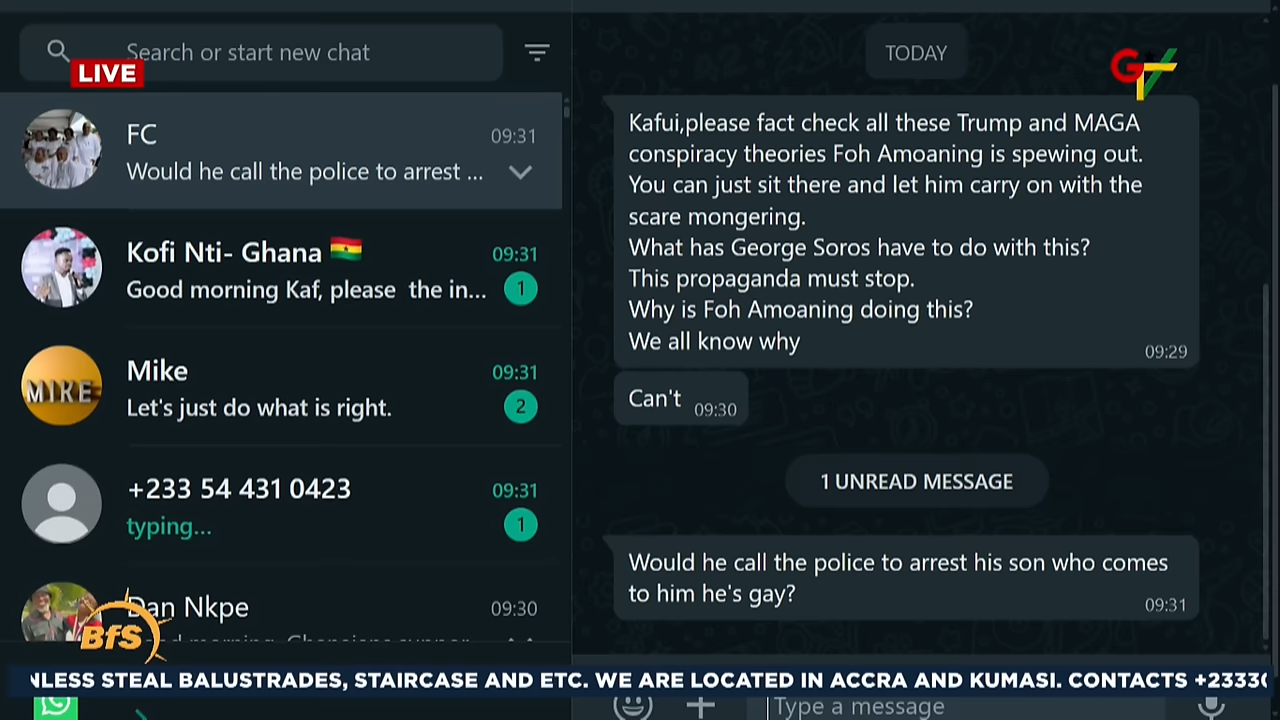 Search or start new chat
LIVE
FC
09:31
Would he call the police to arrest ...
Kofi Nti- Ghana
09:31
Good morning Kaf, please the in...
1
Mike
09:31
Let's just do what is right.
2
MIKE
+233 54 431 0423
09:31
typing...
1
Dan Nkpe
09:30
BfS
TODAY
GTV
Kafui,please fact check all these Trump and MAGA
conspiracy theories Foh Amoaning is spewing out.
You can just sit there and let him carry on with the
scare mongering.
What has George Soros have to do with this?
This propaganda must stop.
Why is Foh Amoaning doing this?
We all know why
09:29
Can't
09:30
1 UNREAD MESSAGE
Would he call the police to arrest his son who comes
to him he's gay?
09:31
NLESS STEAL BALUSTRADES, STAIRCASE AND ETC. WE ARE LOCATED IN ACCRA AND KUMASI. CONTACTS +2333
Type a message